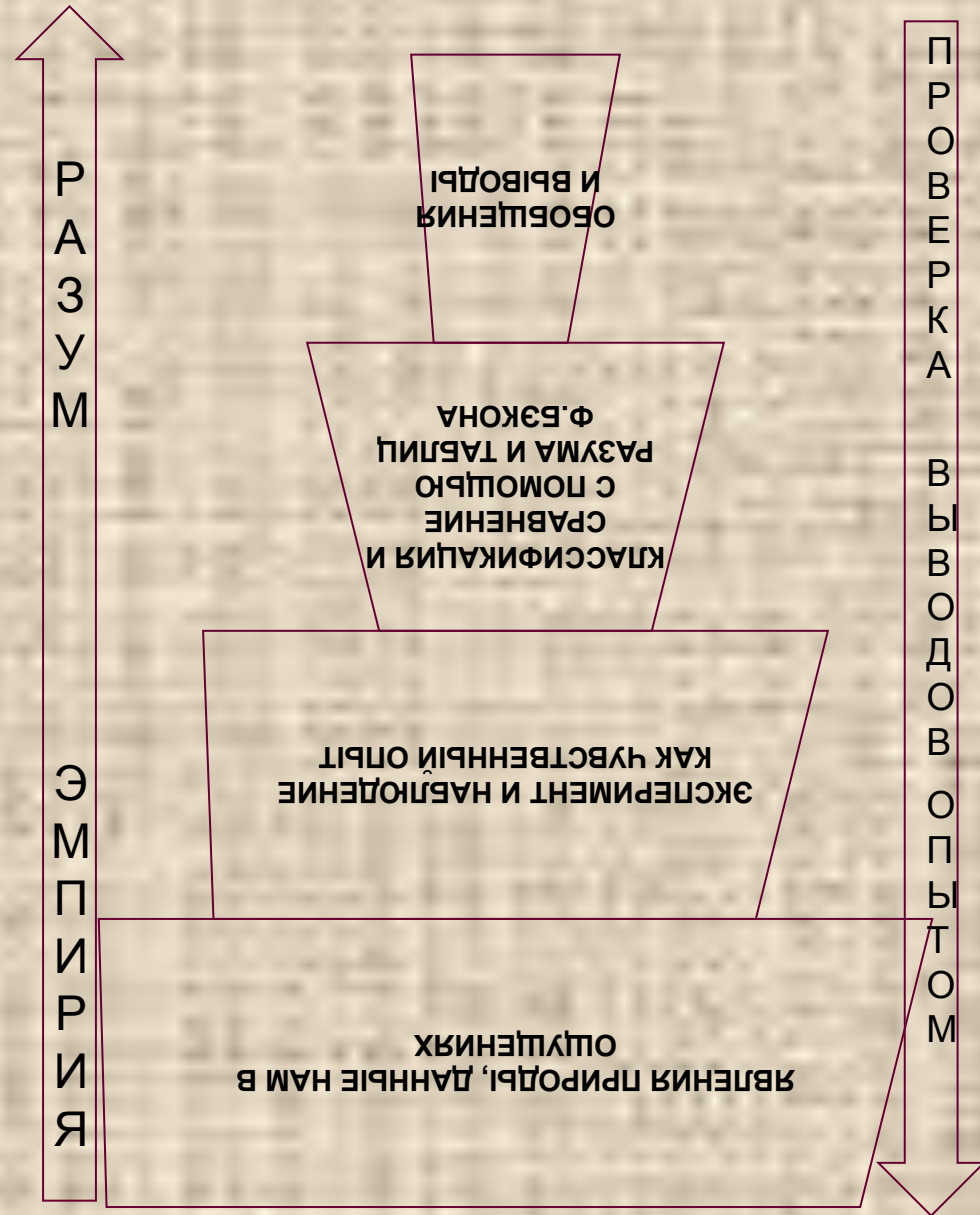 РАЗУМ
ЭМПИРИЯ
ОБОБЩЕНИЯ
И ВЫВОДЫ
КЛАССИФИКАЦИЯ И
СРАВНЕНИЕ
С ПОМОЩЬЮ
РАЗУМА И ТАБЛИЦ
Ф.БЭКОНА
ЭКСПЕРИМЕНТ И НАБЛЮДЕНИЕ
КАК ЧУВСТВЕННЫЙ ОПЫТ
ЯВЛЕНИЯ ПРИРОДЫ, ДАННЫЕ НАМ В
ОЩУЩЕНИЯХ
ПРОВЕРКА ВЫВОДОВ ОПЫТОМ